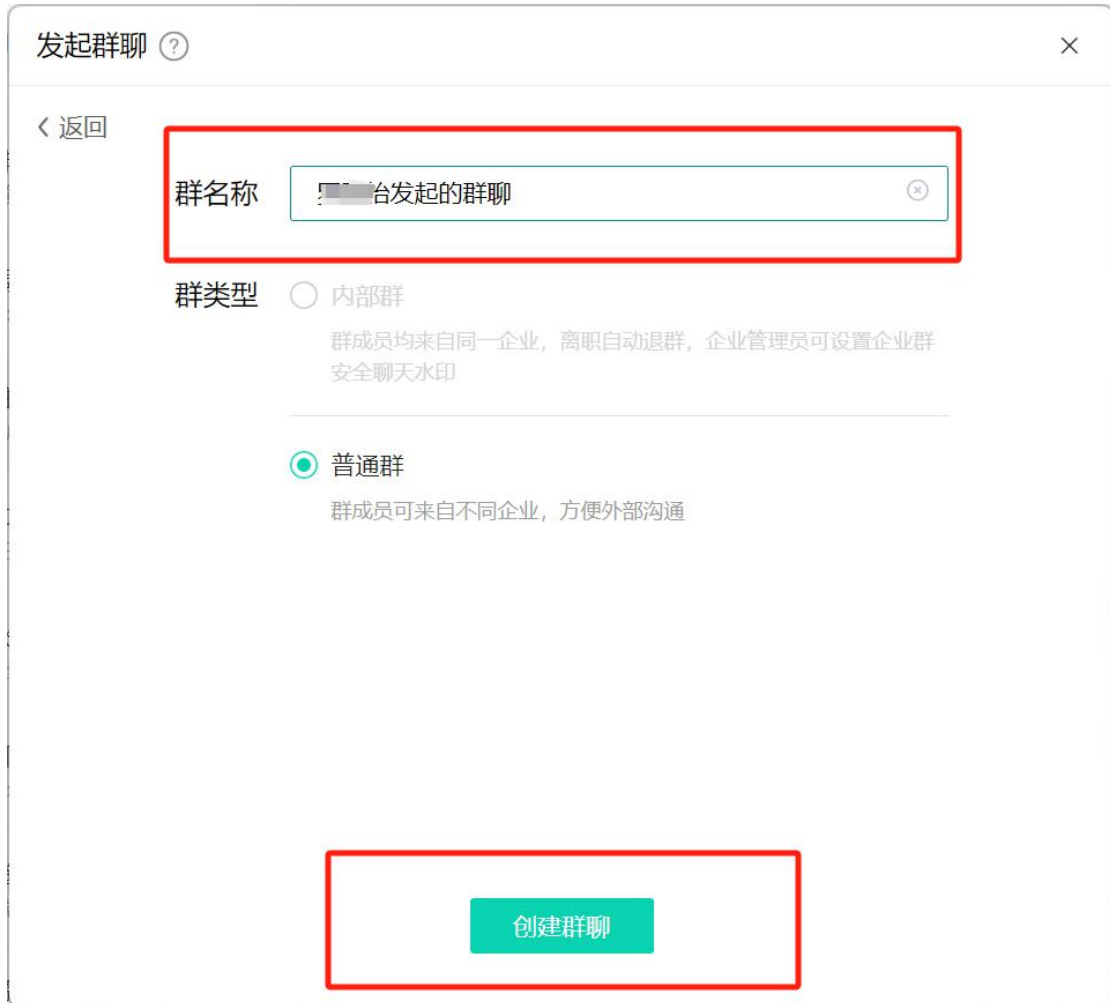 发起群聊
返回
群名称 发起的群聊
群类型 内部群
群成员均来自同一企业，离职自动退群，企业管理员可设置企业群
安全聊天水印
普通群
群成员可来自不同企业，方便外部沟通
创建群聊